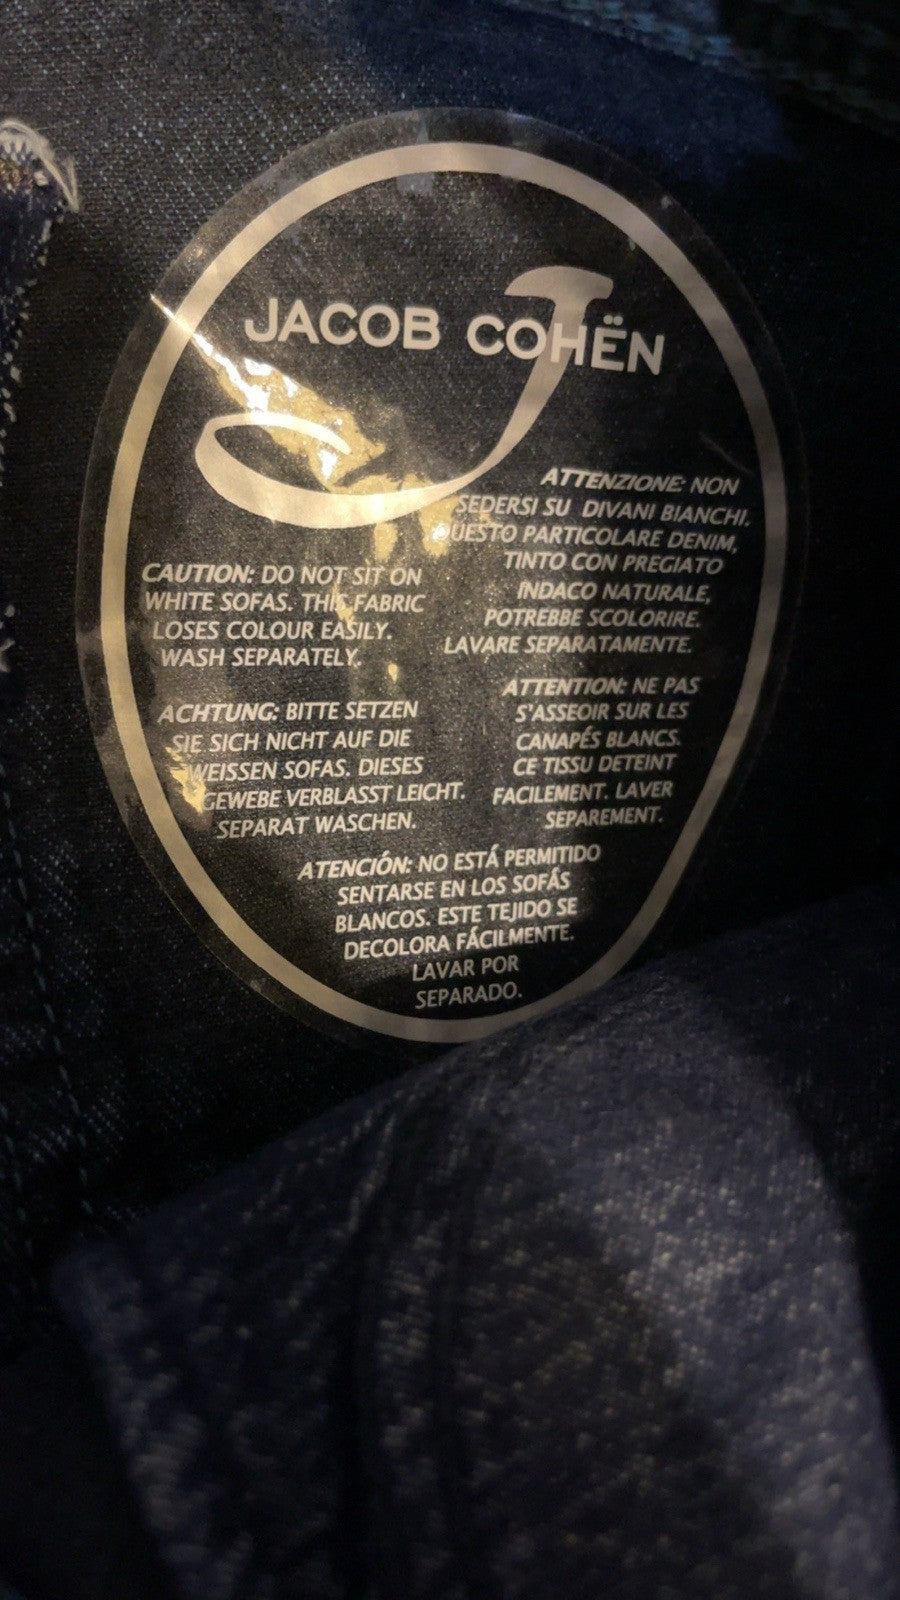 JACOB COHËN
ATTENZIONE: NON
SEDERSI SU DIVANI BIANCHI.
QUESTO PARTICOLARE DENIM,
TINTO CON PREGIATO
INDACO NATURALE,
POTREBBE SCOLORIRE.
LAVARE SEPARATAMENTE.
CAUTION: DO NOT SIT ON
WHITE SOFAS. THIS FABRIC
LOSES COLOUR EASILY.
WASH SEPARATELY.
ATTENTION: NE PAS
S'ASSEOIR SUR LES
CANAPÉS BLANCS.
CE TISSU DETEINT
FACILEMENT. LAVER
SEPAREMENT.
ACHTUNG: BITTE SETZEN
SIE SICH NICHT AUF DIE
WEISSEN SOFAS. DIESES
GEWEBE VERBLASST LEICHT.
SEPARAT WASCHEN.
ATENCIÓN: NO ESTÁ PERMITIDO
SENTARSE EN LOS SOFÁS
BLANCOS. ESTE TEJIDO SE
DECOLORA FÁCILMENTE.
LAVAR POR
SEPARADO.